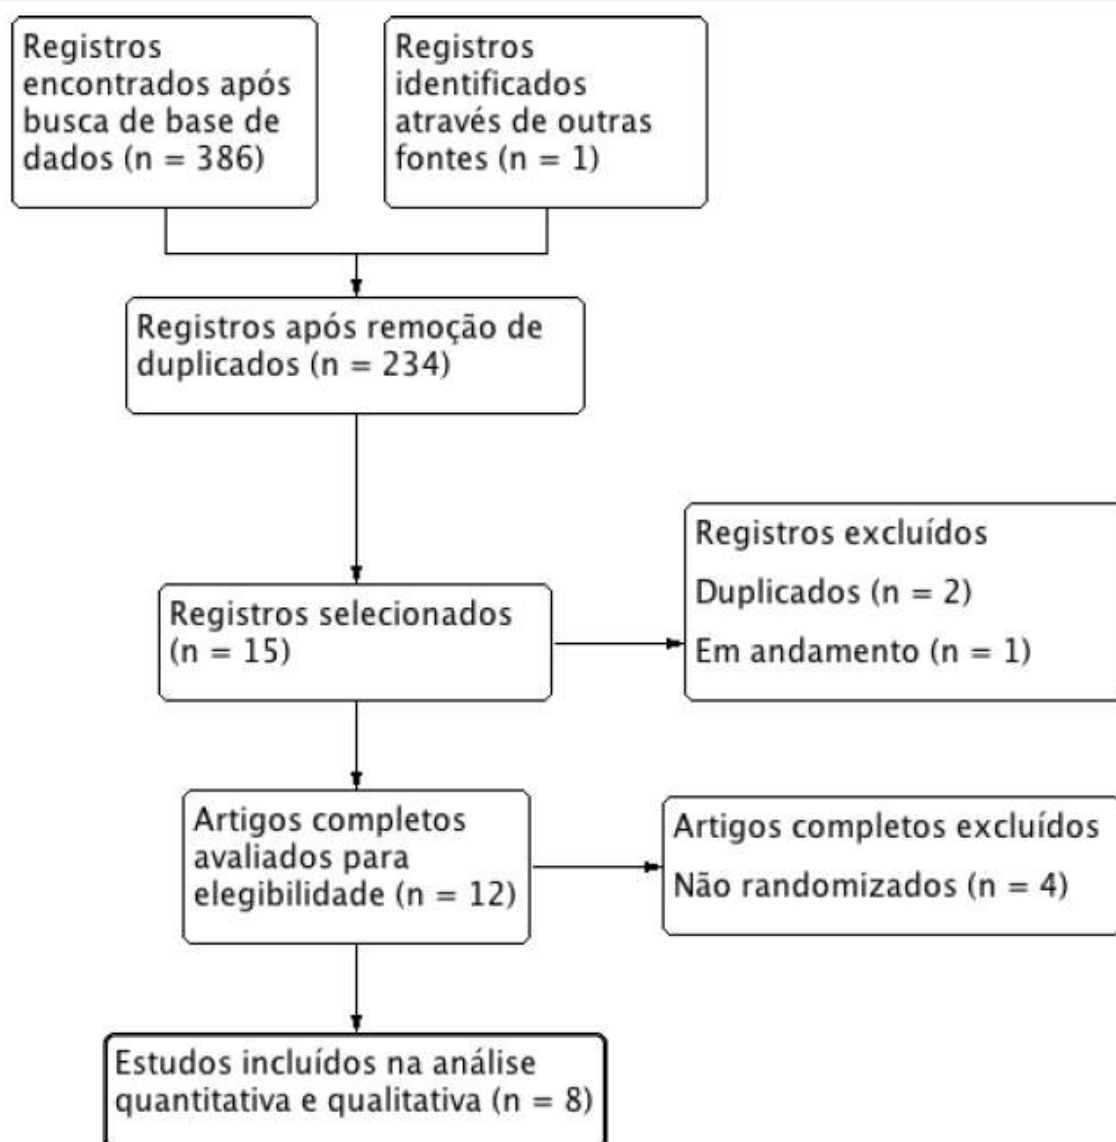 Registros
encontrados após
busca de base de
dados (n = 386)
Registros
identificados
através de outras
fontes (n = 1)
Registros após remoção de
duplicados (n = 234)
Registros selecionados
(n = 15)
Registros excluídos
Duplicados (n = 2)
Em andamento (n = 1)
Artigos completos
avaliados para
elegibilidade (n = 12)
Artigos completos excluídos
Não randomizados (n = 4)
Estudos incluídos na análise
quantitativa e qualitativa (n = 8)